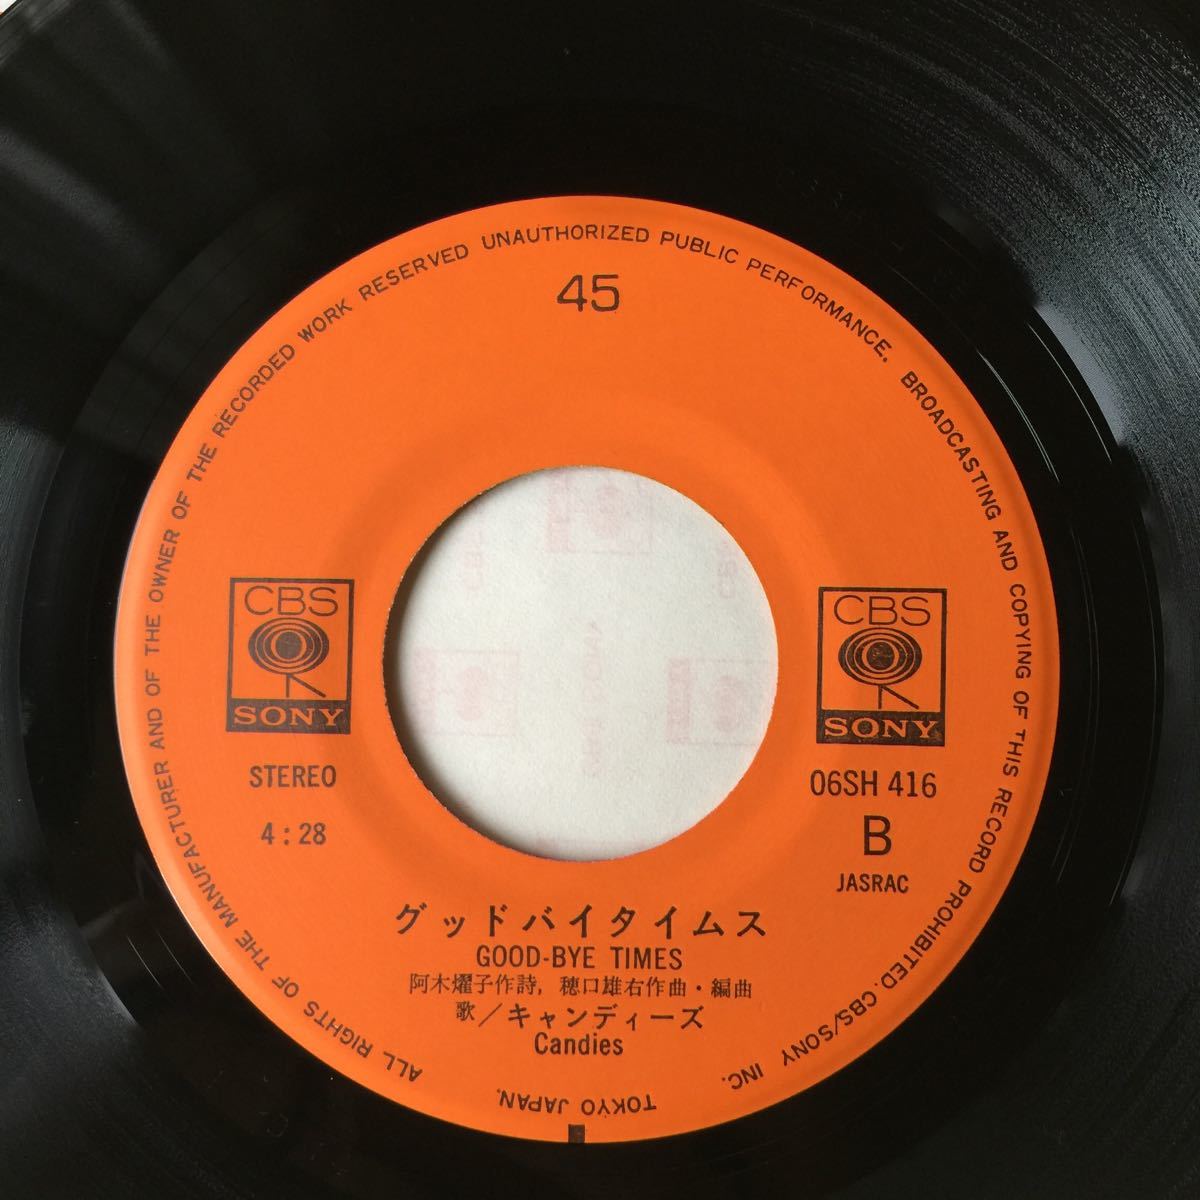 ALL RIGHTS OF THE MANUFACTURER AND OF THE OWNER OF THE RECORDED WORK RESERVED UNAUTHORIZED PUBLIC PERFORMANCE. BROADCASTING AND COPYING OF THIS RECORD PROHIBITED. CBS/SONY INC. TOKYO JAPAN.
45
CBS
SONY
STEREO
4:28
CBS
SONY
06SH 416
B
JASRAC
グッドバイタイムス
GOOD-BYE TIMES
阿木燿子作詩, 穂口雄右作曲・編曲
歌/キャンディーズ
Candies